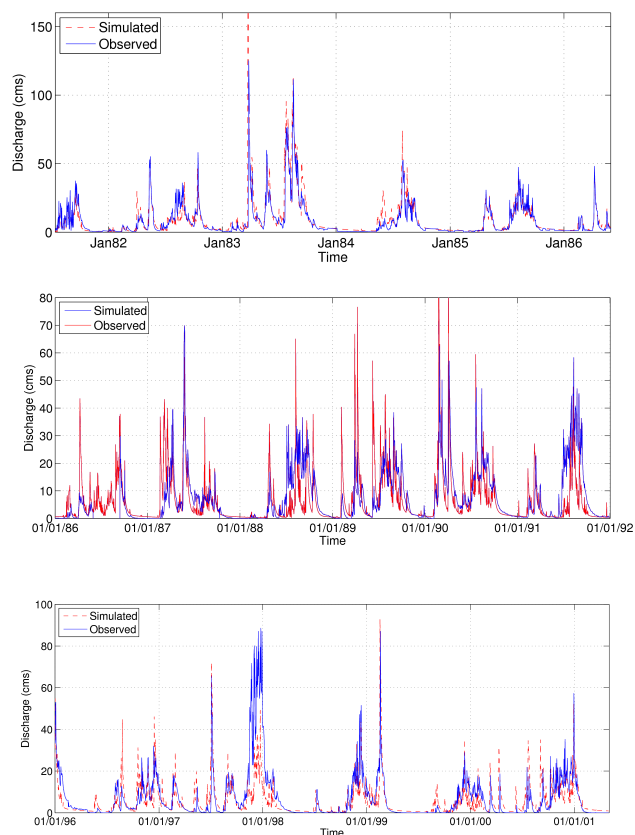 160
Simulated
Observed
100
50
0
Discharge (cms)
Jan82 Jan83 Jan84 Jan85 Jan86
Time
80
Simulated
Observed
70
60
50
40
30
20
10
0
Discharge (cms)
01/01/86 01/01/87 01/01/88 01/01/89 01/01/90 01/01/91 01/01/92
Time
100
Simulated
Observed
80
60
40
20
0
Discharge (cms)
01/01/96 01/01/97 01/01/98 01/01/99 01/01/00 01/01/01
Time